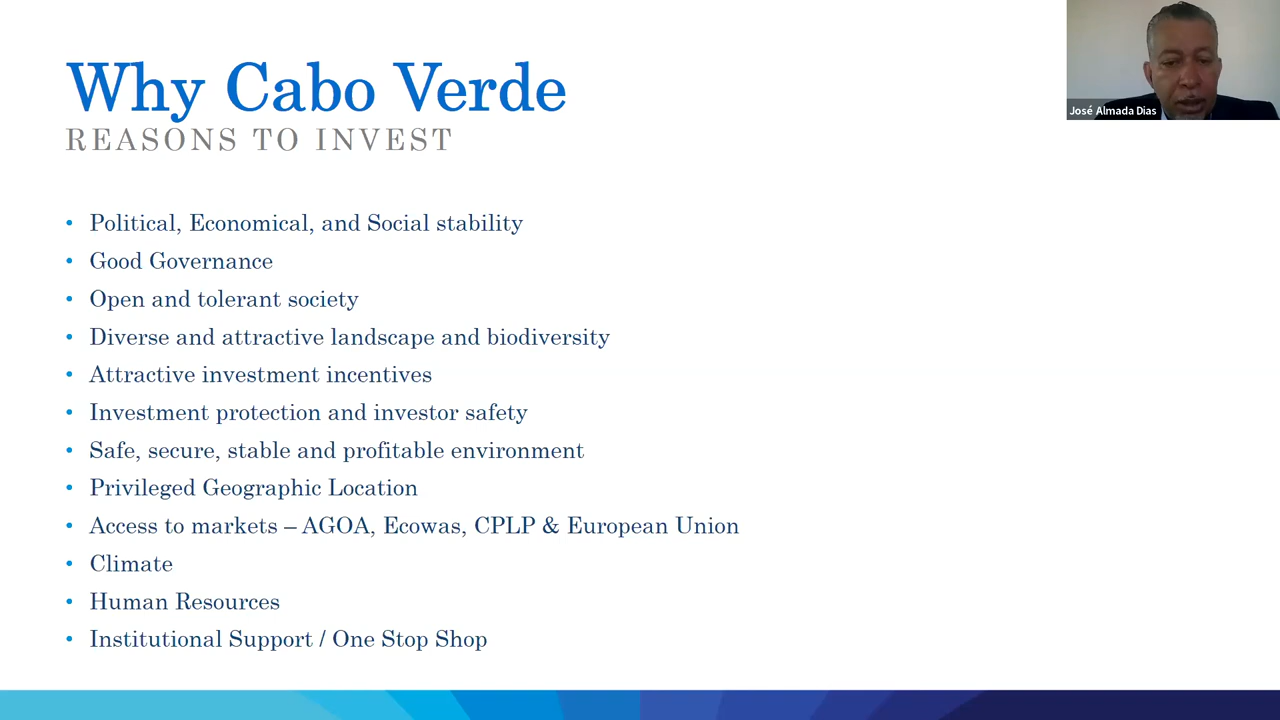 Why Cabo Verde
REASONS TO INVEST
José Almada Dias
• Political, Economical, and Social stability
• Good Governance
• Open and tolerant society
• Diverse and attractive landscape and biodiversity
• Attractive investment incentives
• Investment protection and investor safety
• Safe, secure, stable and profitable environment
• Privileged Geographic Location
• Access to markets – AGOA, Ecowas, CPLP & European Union
• Climate
• Human Resources
• Institutional Support / One Stop Shop